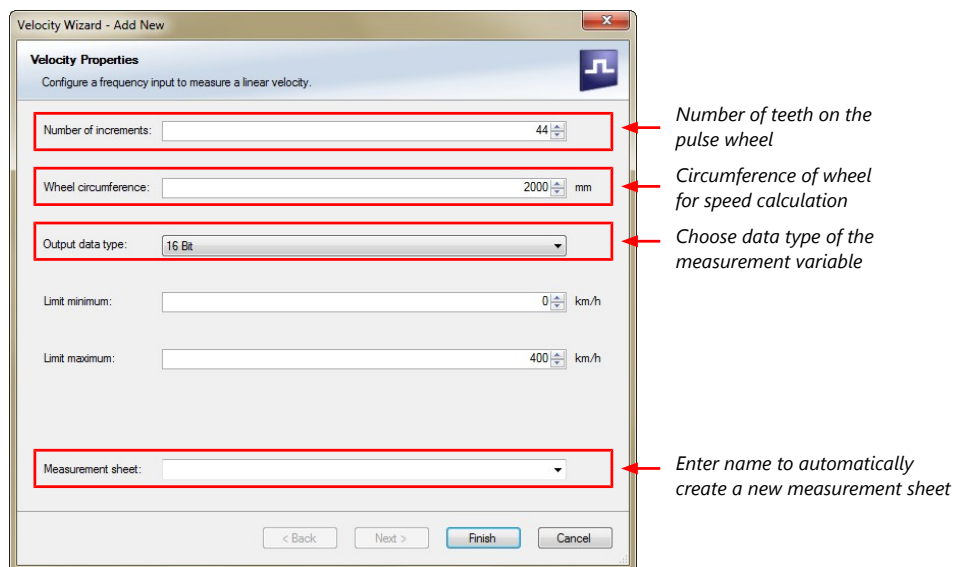 Velocity Wizard - Add New
Velocity Properties
Configure a frequency input to measure a linear velocity.
Number of increments: 44
Number of teeth on the
pulse wheel
Wheel circumference: 2000 mm
Circumference of wheel
for speed calculation
Output data type: 16 Bit
Choose data type of the
measurement variable
Limit minimum: 0 km/h
Limit maximum: 400 km/h
Measurement sheet:
Enter name to automatically
create a new measurement sheet
< Back Next > Finish Cancel